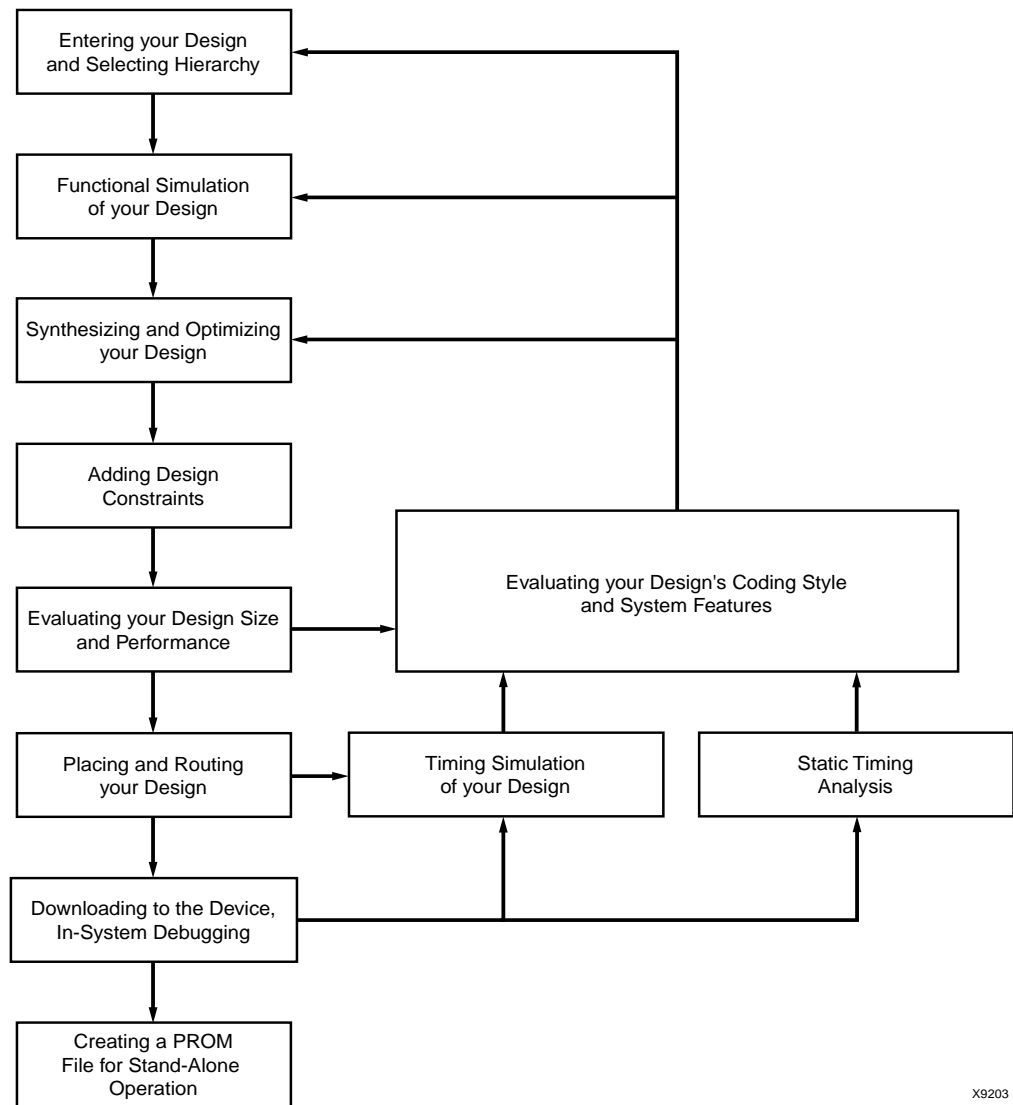 Entering your Design
and Selecting Hierarchy
Functional Simulation
of your Design
Synthesizing and Optimizing
your Design
Adding Design
Constraints
Evaluating your Design's Coding Style
and System Features
Evaluating your Design Size
and Performance
Placing and Routing
your Design
Timing Simulation
of your Design
Static Timing
Analysis
Downloading to the Device,
In-System Debugging
Creating a PROM
File for Stand-Alone
Operation
X9203